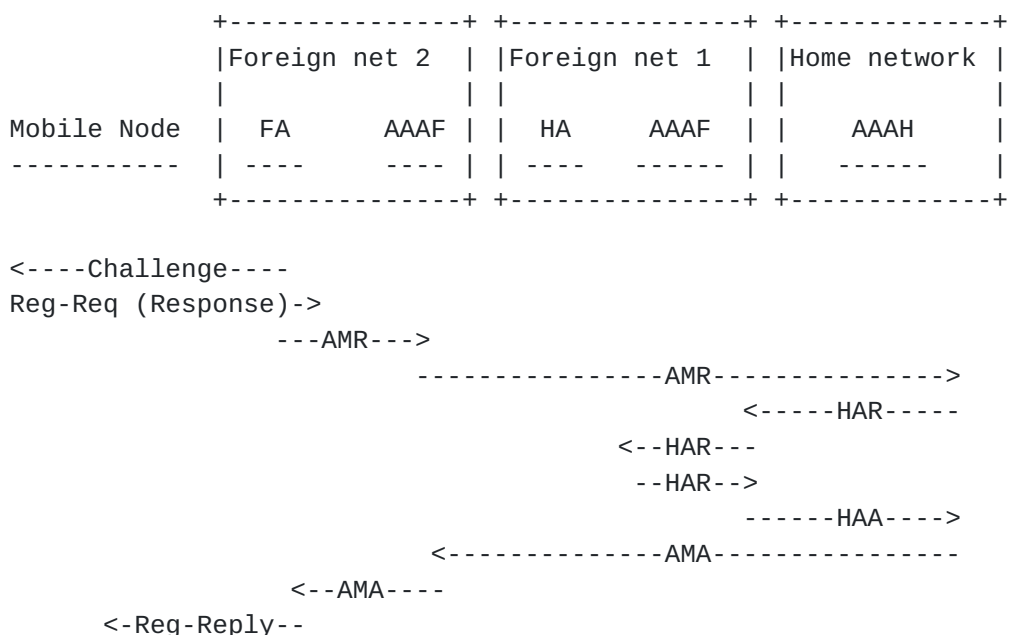 +---------------+ +---------------+ +-------------+
              |Foreign net 2  | |Foreign net 1  | |Home network |
              |               | |               | |             |
Mobile Node   |  FA      AAAF | |  HA     AAAF  | |    AAAH     |
-----------   | ----     ---- | | ----   ------ | |   ------    |
              +---------------+ +---------------+ +-------------+

<----Challenge----
Reg-Req (Response)->
                  ---AMR--->
                           ----------------AMR--------------->
                                                <-----HAR-----
                                        <--HAR---
                                         --HAR-->
                                                ------HAA---->
                            <--------------AMA----------------
                   <--AMA----
       <-Reg-Reply--